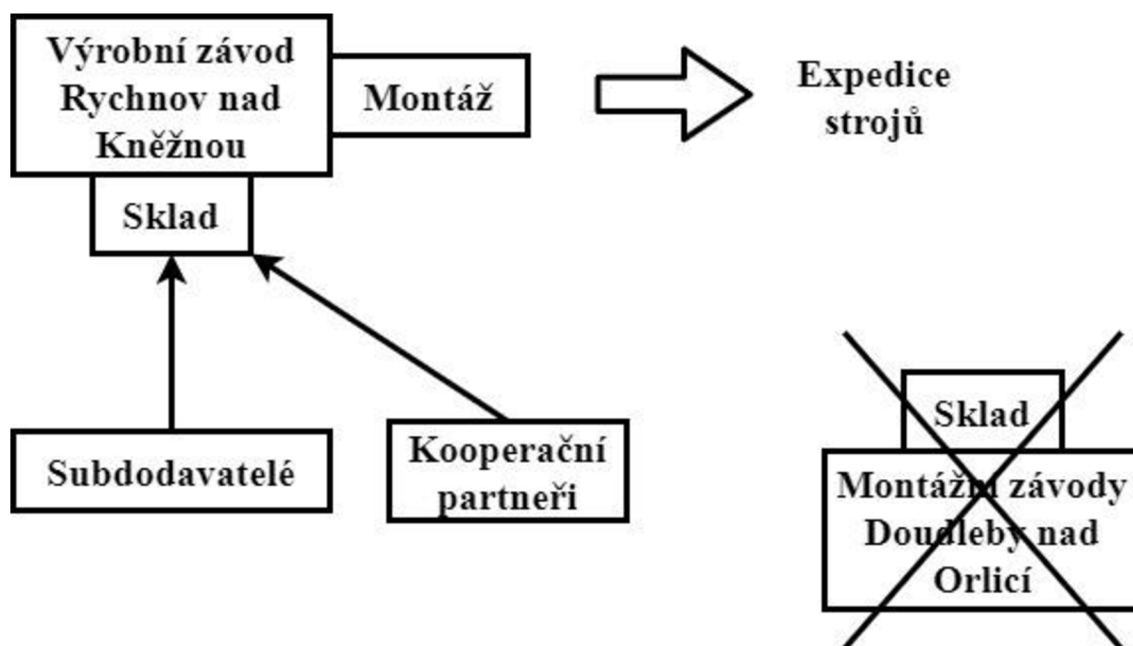 Výrobní závod
Rychnov nad
Kněžnou
Montáž
Expedice
strojů
Sklad
Subdodavatelé
Kooperační
partneři
Sklad
Montážní závody
Doudleby nad
Orlicí